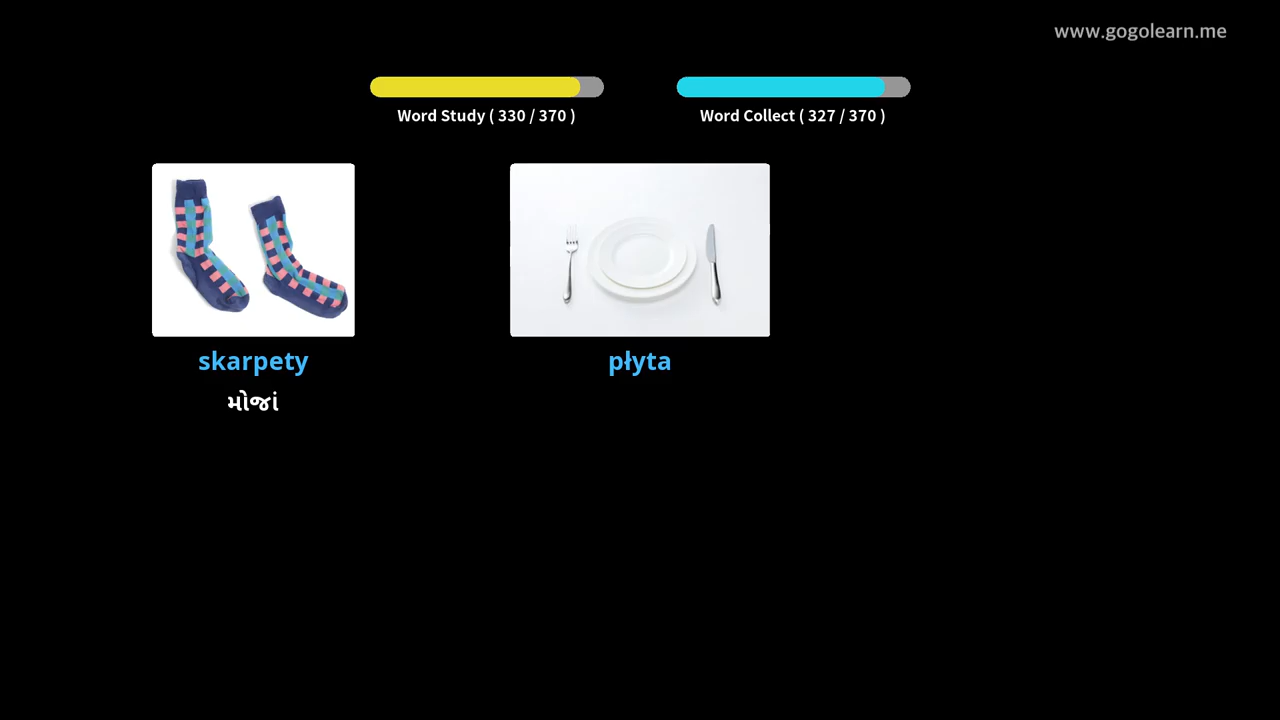 www.gogolearn.me
Word Study ( 330 / 370 )
Word Collect ( 327 / 370 )
skarpety
płyta
મોજાં